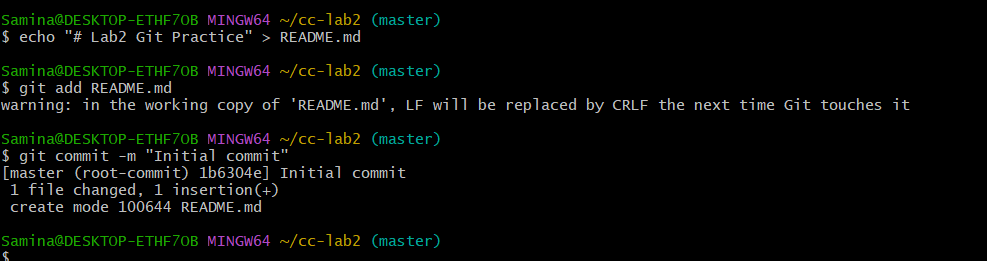 Samina@DESKTOP-ETHF7OB MINGW64 ~/cc-lab2 (master)
$ echo "# Lab2 Git Practice" > README.md
Samina@DESKTOP-ETHF7OB MINGW64 ~/cc-lab2 (master)
$ git add README.md
warning: in the working copy of 'README.md', LF will be replaced by CRLF the next time Git touches it
Samina@DESKTOP-ETHF7OB MINGW64 ~/cc-lab2 (master)
$ git commit -m "Initial commit"
[master (root-commit) 1b6304e] Initial commit
 1 file changed, 1 insertion(+)
 create mode 100644 README.md
Samina@DESKTOP-ETHF7OB MINGW64 ~/cc-lab2 (master)
$